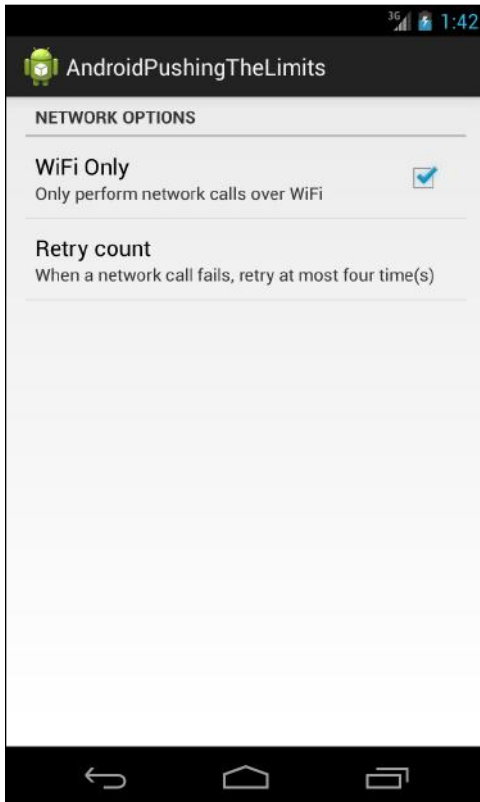 3G 1:42
AndroidPushingTheLimits
NETWORK OPTIONS
WiFi Only
Only perform network calls over WiFi
Retry count
When a network call fails, retry at most four time(s)